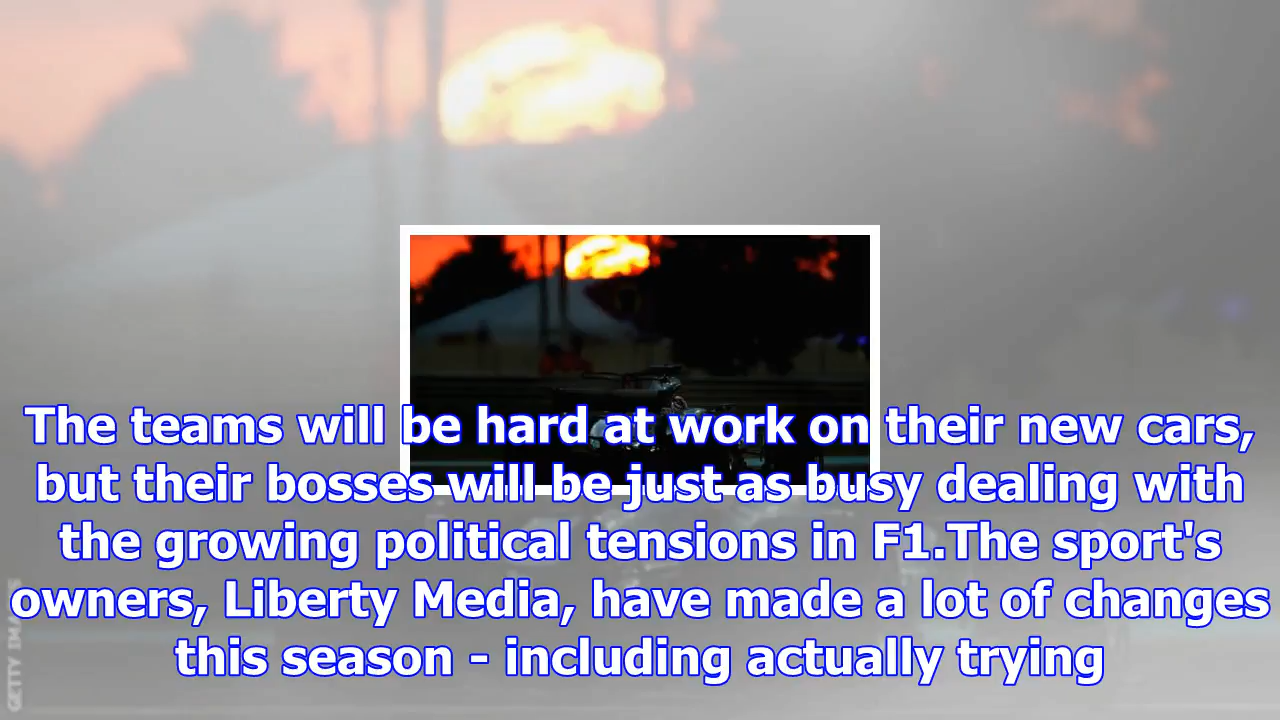 The teams will be hard at work on their new cars,
but their bosses will be just as busy dealing with
the growing political tensions in F1.The sport's
owners, Liberty Media, have made a lot of changes
this season - including actually trying
GETTY IMAGES